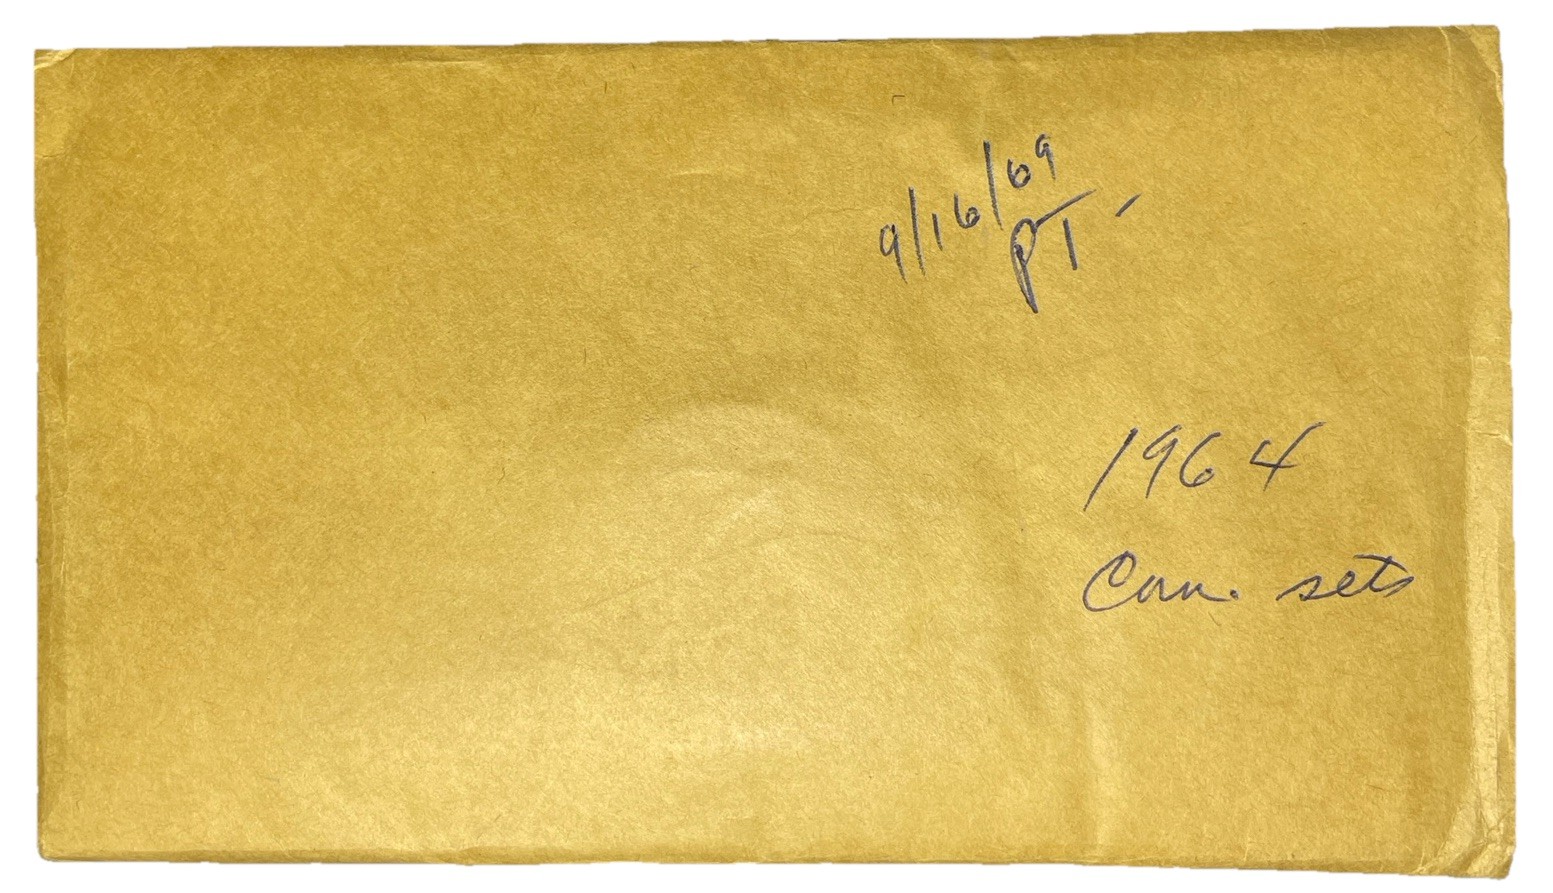 9/16/69
PT-
1964
Can. sets